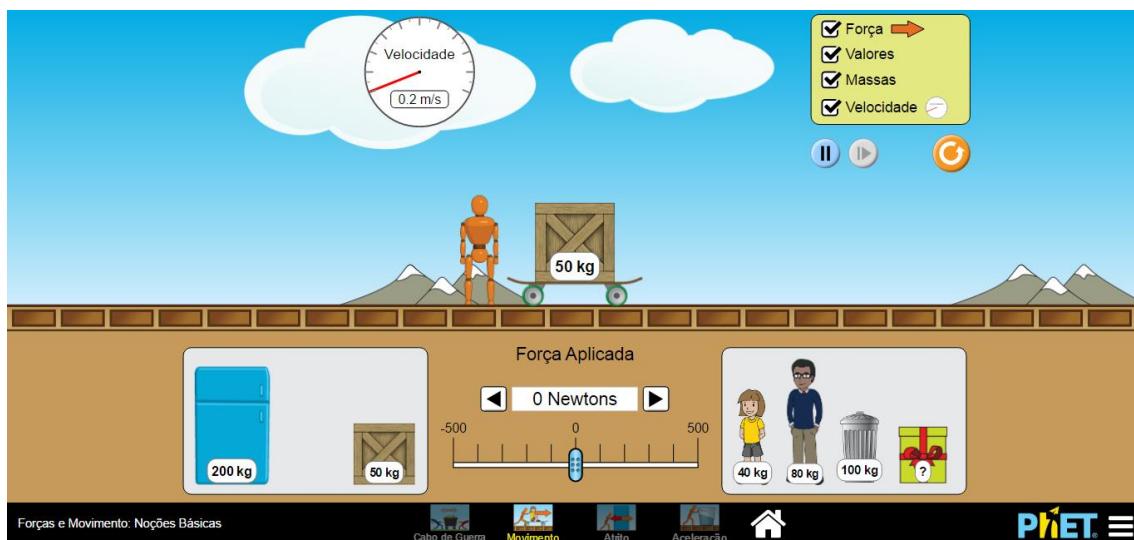 Velocidade
0.2 m/s
Força
Valores
Massas
Velocidade
50 kg
Força Aplicada
0 Newtons
-500 0 500
200 kg
50 kg
40 kg
80 kg
100 kg
?
Forças e Movimento: Noções Básicas
Cabo de Guerra
Movimento
Atrito
Aceleração
PhET